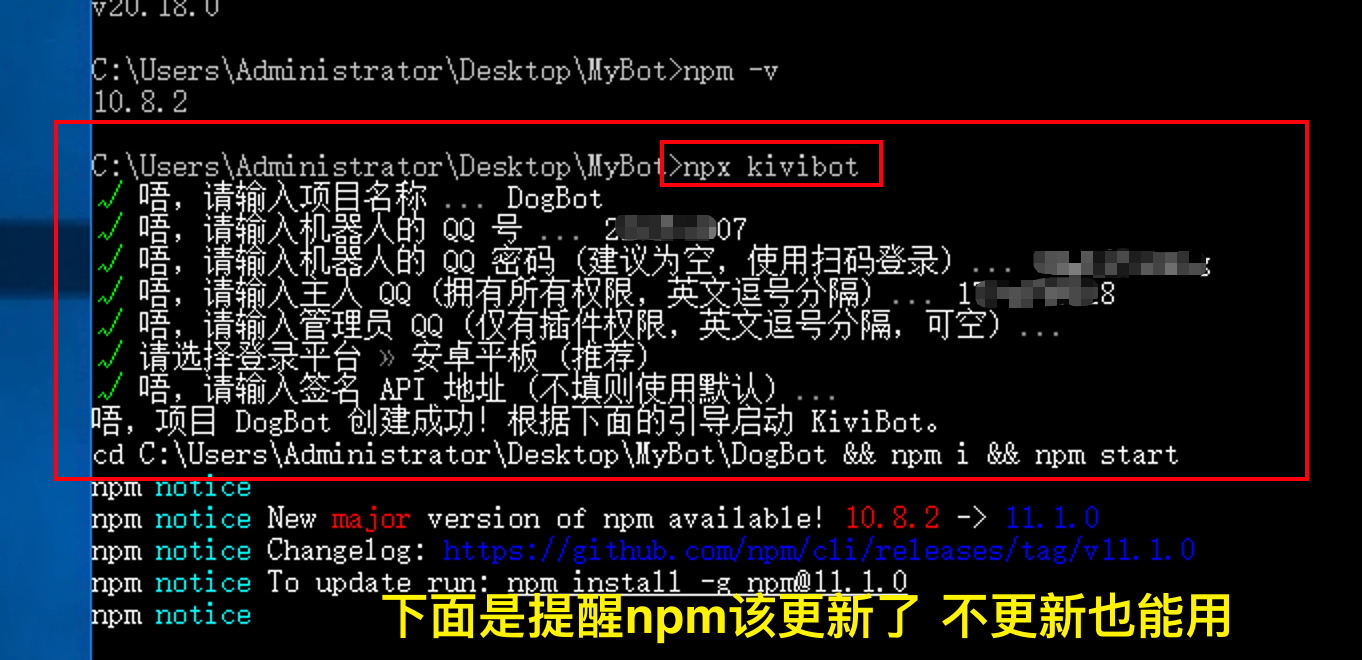 v20.18.0
C:\Users\Administrator\Desktop\MyBot>npm -v
10.8.2
C:\Users\Administrator\Desktop\MyBot>npx kivibot
√ 唔，请输入项目名称 ... DogBot
√ 唔，请输入机器人的 QQ 号 ... 2 07
√ 唔，请输入机器人的 QQ 密码（建议为空，使用扫码登录）...
√ 唔，请输入主人 QQ（拥有所有权限，英文逗号分隔）... 1 8
√ 唔，请输入管理员 QQ（仅有插件权限，英文逗号分隔，可空）...
√ 请选择登录平台 » 安卓平板（推荐）
√ 唔，请输入签名 API 地址（不填则使用默认）...
唔，项目 DogBot 创建成功！根据下面的引导启动 KiviBot。
cd C:\Users\Administrator\Desktop\MyBot\DogBot && npm i && npm start
npm notice
npm notice New major version of npm available! 10.8.2 -> 11.1.0
npm notice Changelog: https://github.com/npm/cli/releases/tag/v11.1.0
npm notice To update run: npm install -g npm@11.1.0
npm notice
下面是提醒npm该更新了 不更新也能用